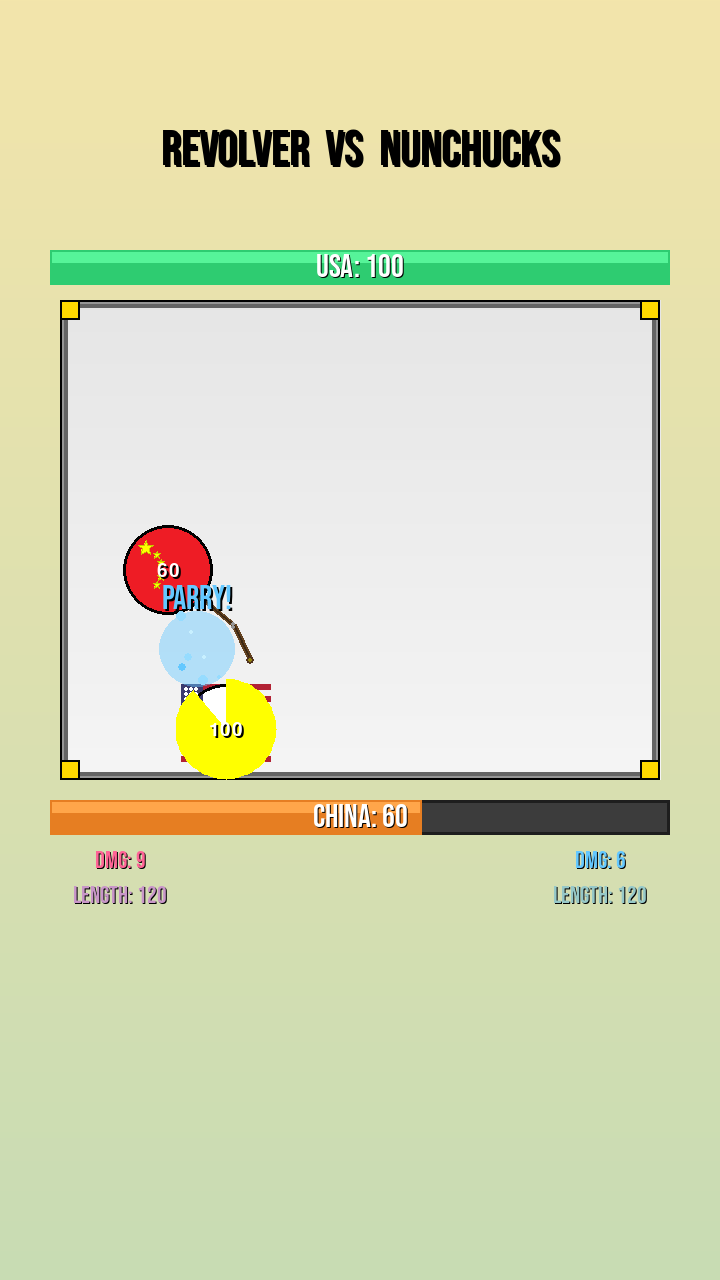 REVOLVER VS NUNCHUCKS
USA: 100
60
PARRY!
100
CHINA: 60
DMG: 9
DMG: 6
LENGTH: 120
LENGTH: 120